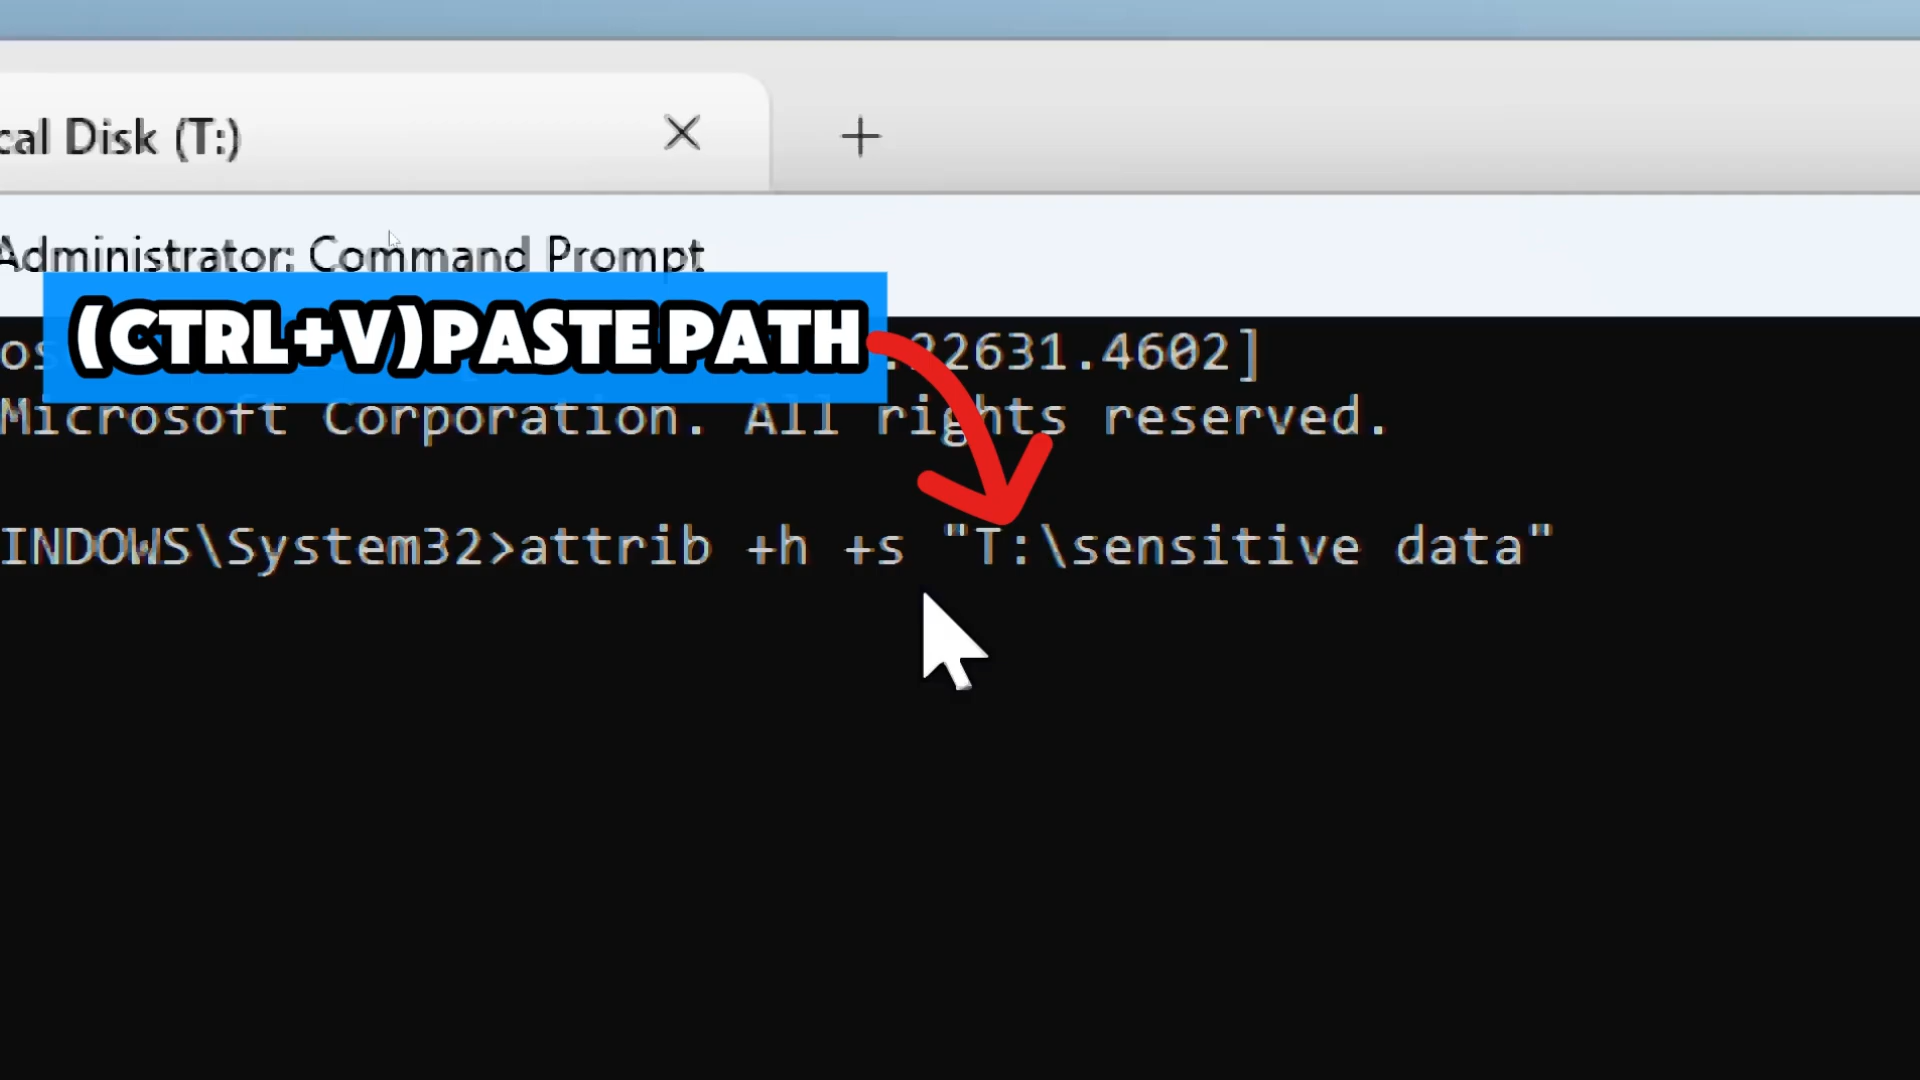 Disk (T:)
Administrator: Command Prompt
(CTRL+V)PASTE PATH
.22631.4602]
Microsoft Corporation. All rights reserved.
INDOWS\System32>attrib +h +s "T:\sensitive data"